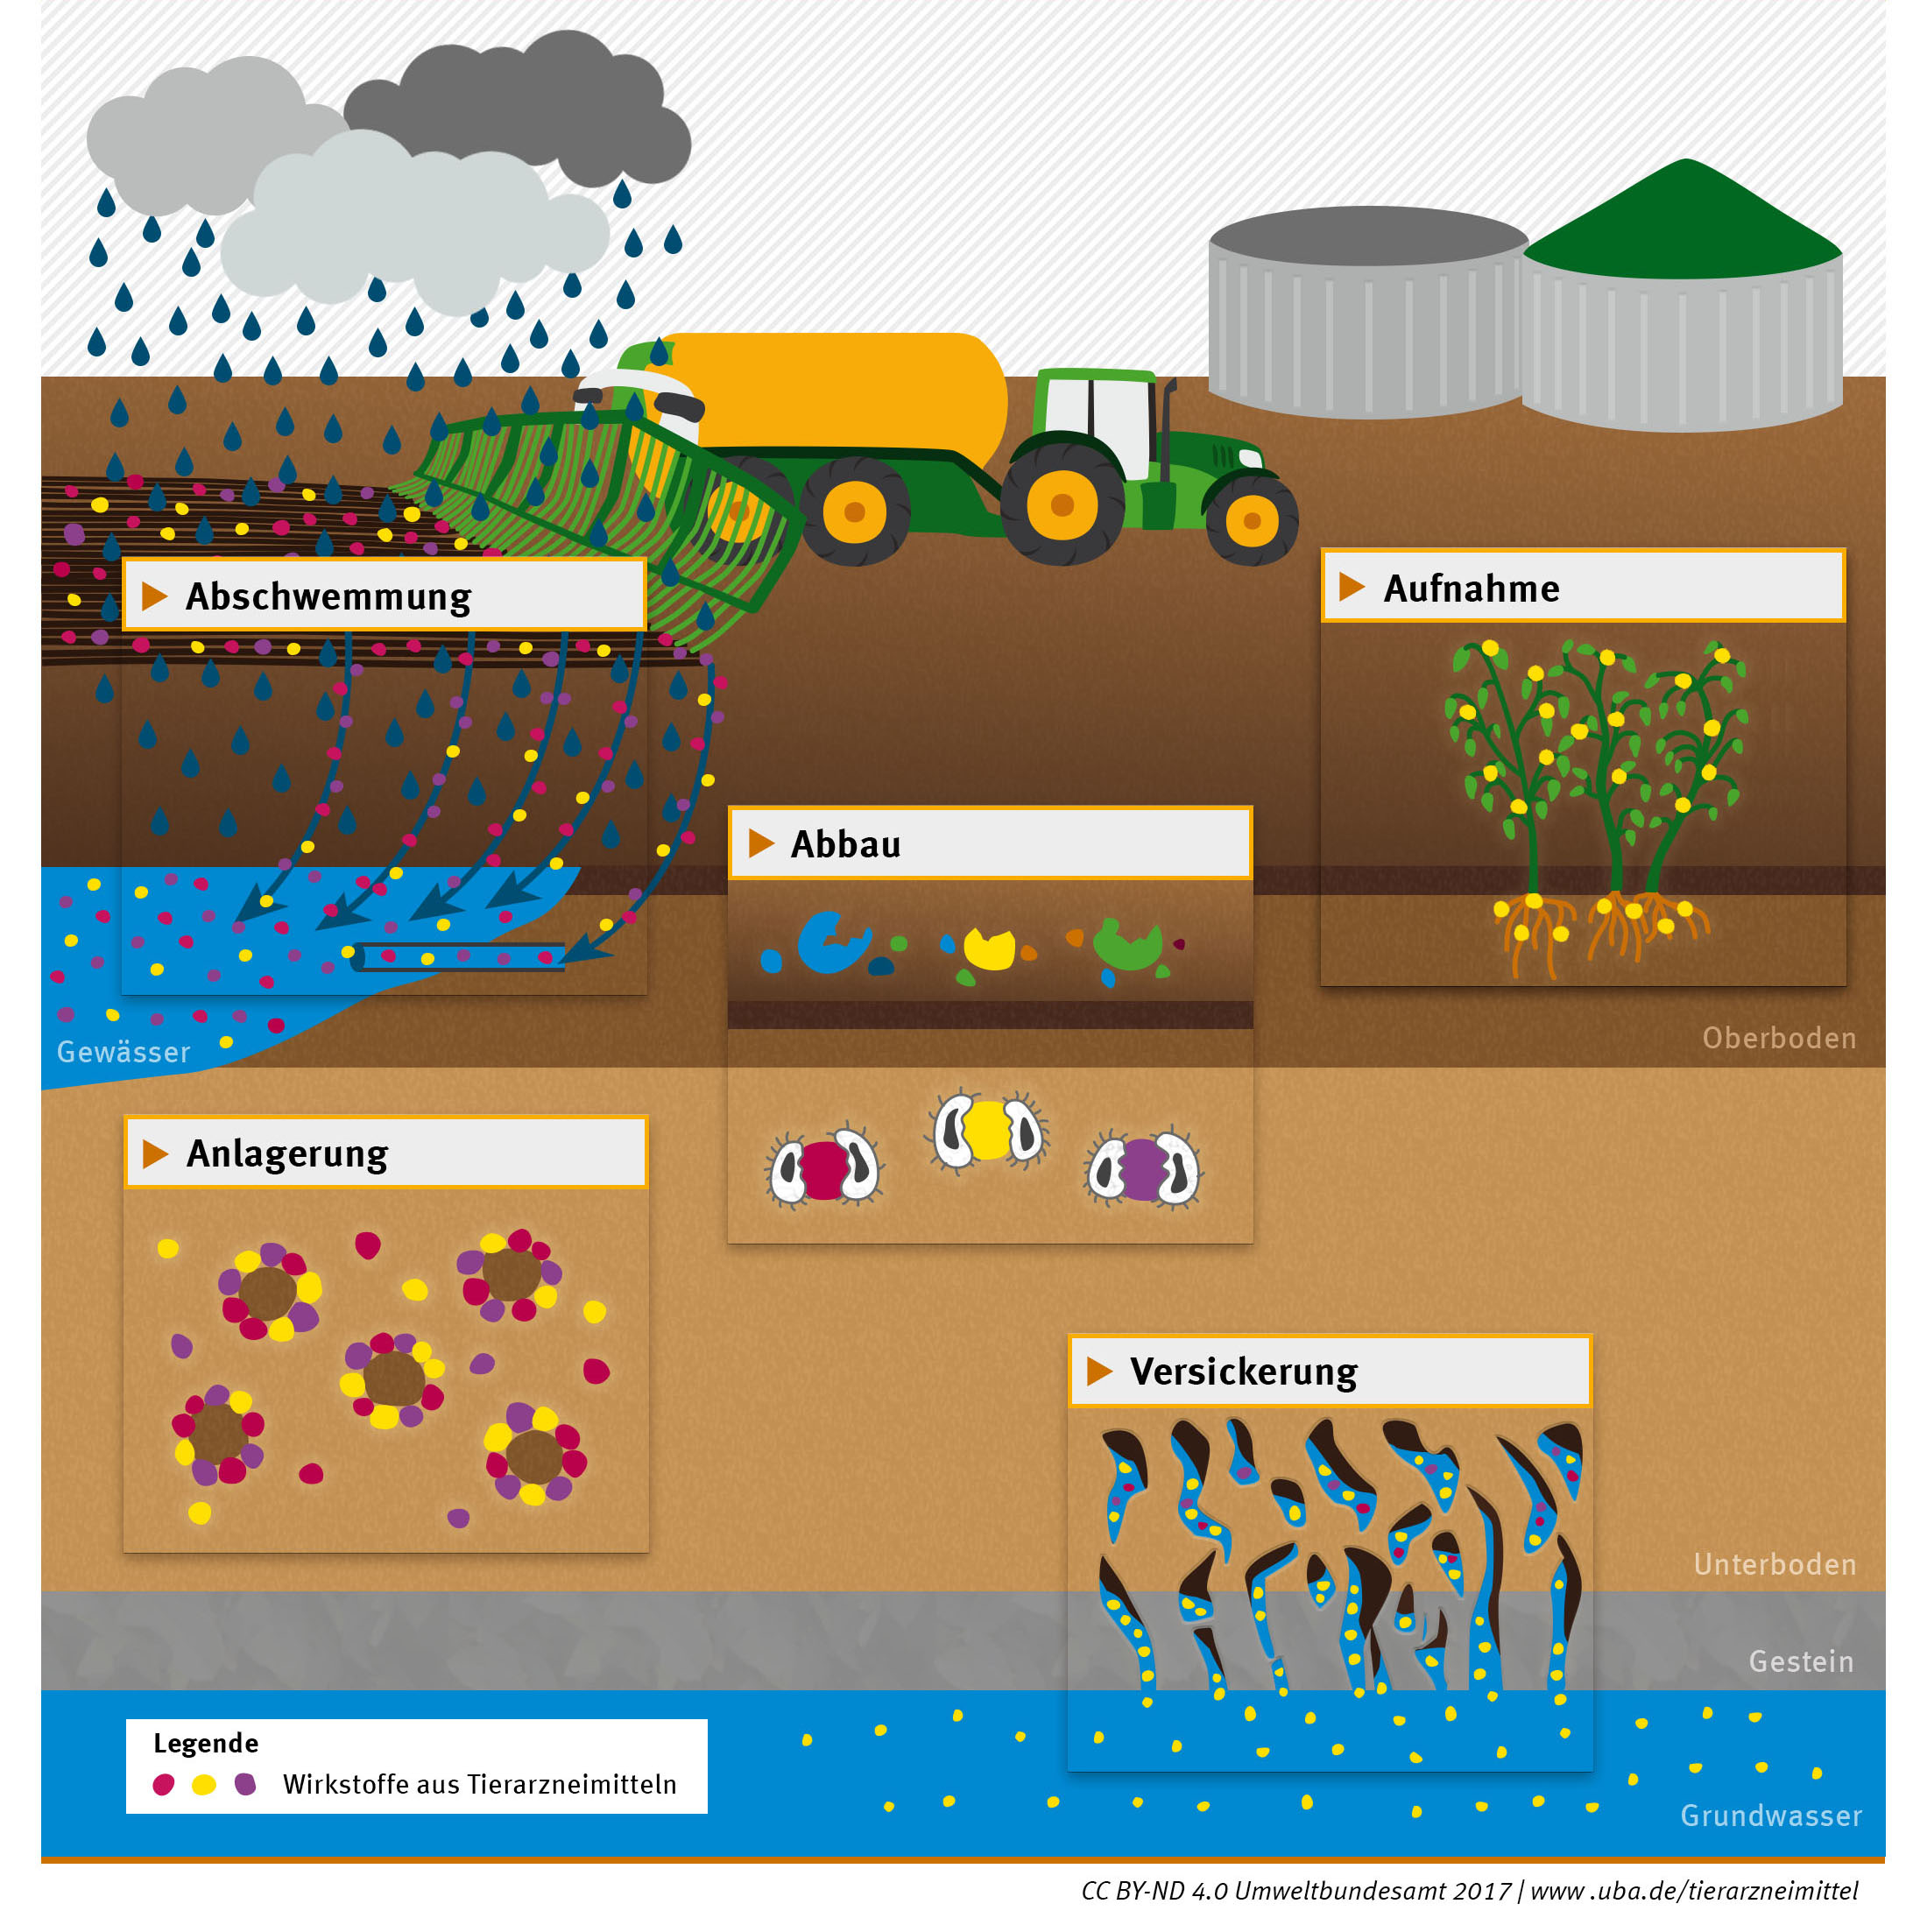 Abschwemmung
Aufnahme
Abbau
Gewässer
Oberboden
Anlagerung
Versickerung
Unterboden
Gestein
Legende
Wirkstoffe aus Tierarzneimitteln
Grundwasser
CC BY-ND 4.0 Umweltbundesamt 2017 | www .uba.de/tierarzneimittel